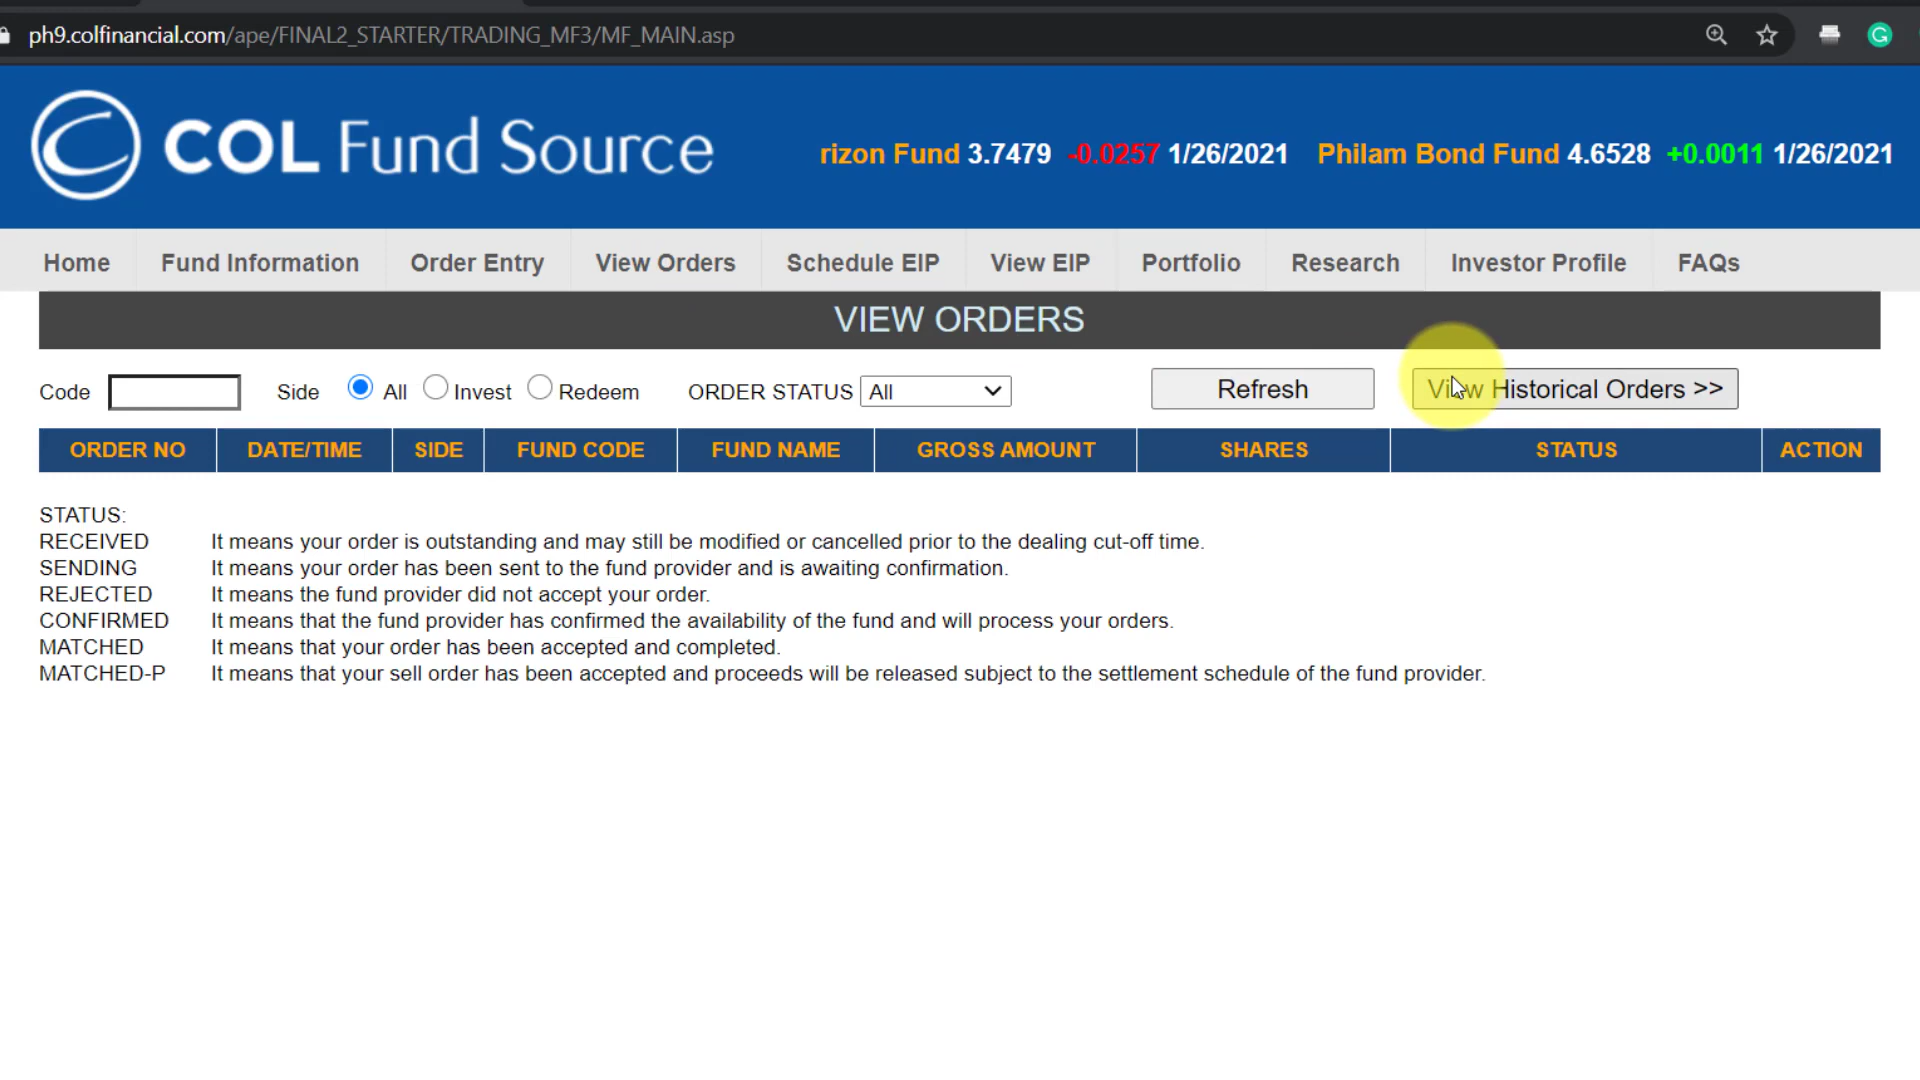 ph9.colfinancial.com/ape/FINAL2_STARTER/TRADING_MF3/MF_MAIN.asp
COL Fund Source
rizon Fund 3.7479 -0.0257 1/26/2021 Philam Bond Fund 4.6528 +0.0011 1/26/2021
Home Fund Information Order Entry View Orders Schedule EIP View EIP Portfolio Research Investor Profile FAQs
VIEW ORDERS
Code Side All Invest Redeem ORDER STATUS All Refresh View Historical Orders >>
ORDER NO DATE/TIME SIDE FUND CODE FUND NAME GROSS AMOUNT SHARES STATUS ACTION
STATUS:
RECEIVED It means your order is outstanding and may still be modified or cancelled prior to the dealing cut-off time.
SENDING It means your order has been sent to the fund provider and is awaiting confirmation.
REJECTED It means the fund provider did not accept your order.
CONFIRMED It means that the fund provider has confirmed the availability of the fund and will process your orders.
MATCHED It means that your order has been accepted and completed.
MATCHED-P It means that your sell order has been accepted and proceeds will be released subject to the settlement schedule of the fund provider.